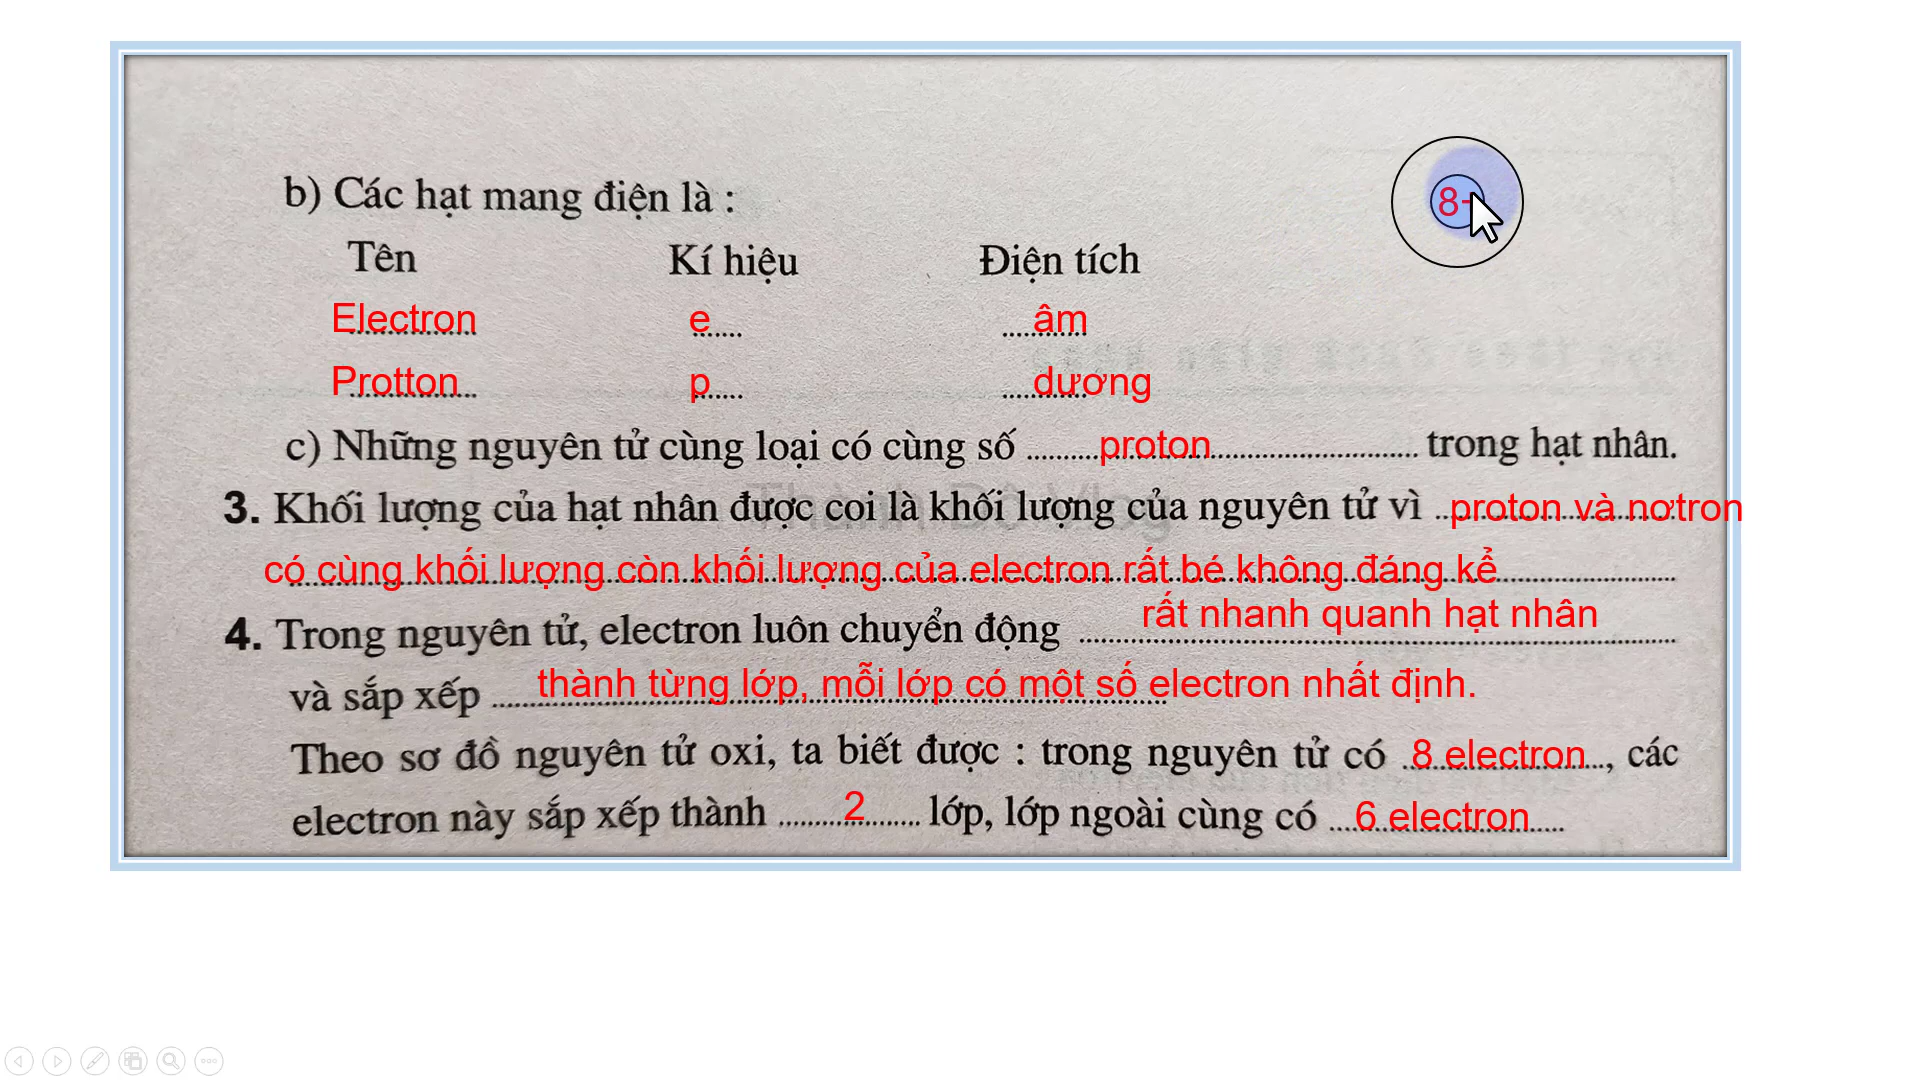 b) Các hạt mang điện là :
8+
Tên Kí hiệu Điện tích
Electron e âm
Protton p dương
c) Những nguyên tử cùng loại có cùng số proton trong hạt nhân.
3. Khối lượng của hạt nhân được coi là khối lượng của nguyên tử vì proton và nơtron
có cùng khối lượng còn khối lượng của electron rất bé không đáng kể
4. Trong nguyên tử, electron luôn chuyển động rất nhanh quanh hạt nhân
và sắp xếp thành từng lớp, mỗi lớp có một số electron nhất định.
Theo sơ đồ nguyên tử oxi, ta biết được : trong nguyên tử có 8 electron, các
electron này sắp xếp thành 2 lớp, lớp ngoài cùng có 6 electron